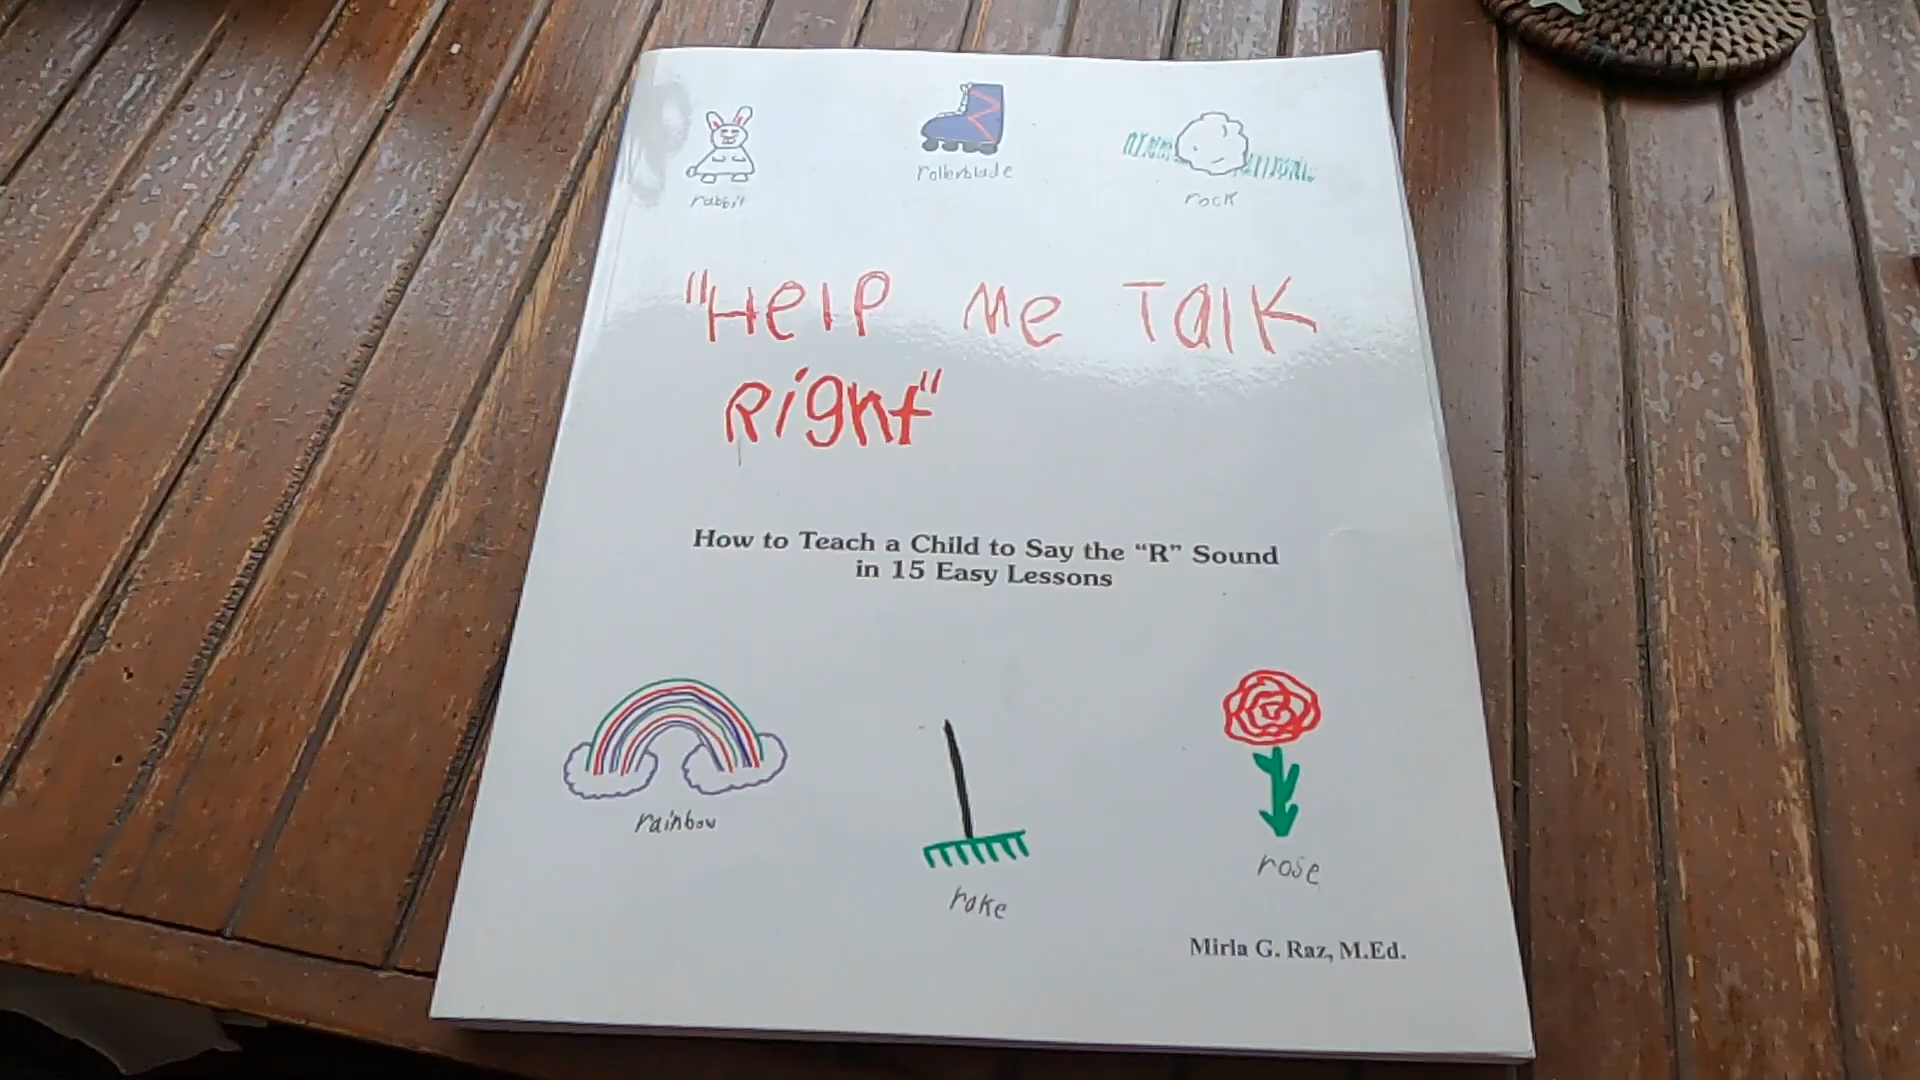 rabbit
rollerblade
rock
"Help Me Talk
Right"
How to Teach a Child to Say the “R” Sound
in 15 Easy Lessons
rainbow
rake
rose
Mirla G. Raz, M.Ed.